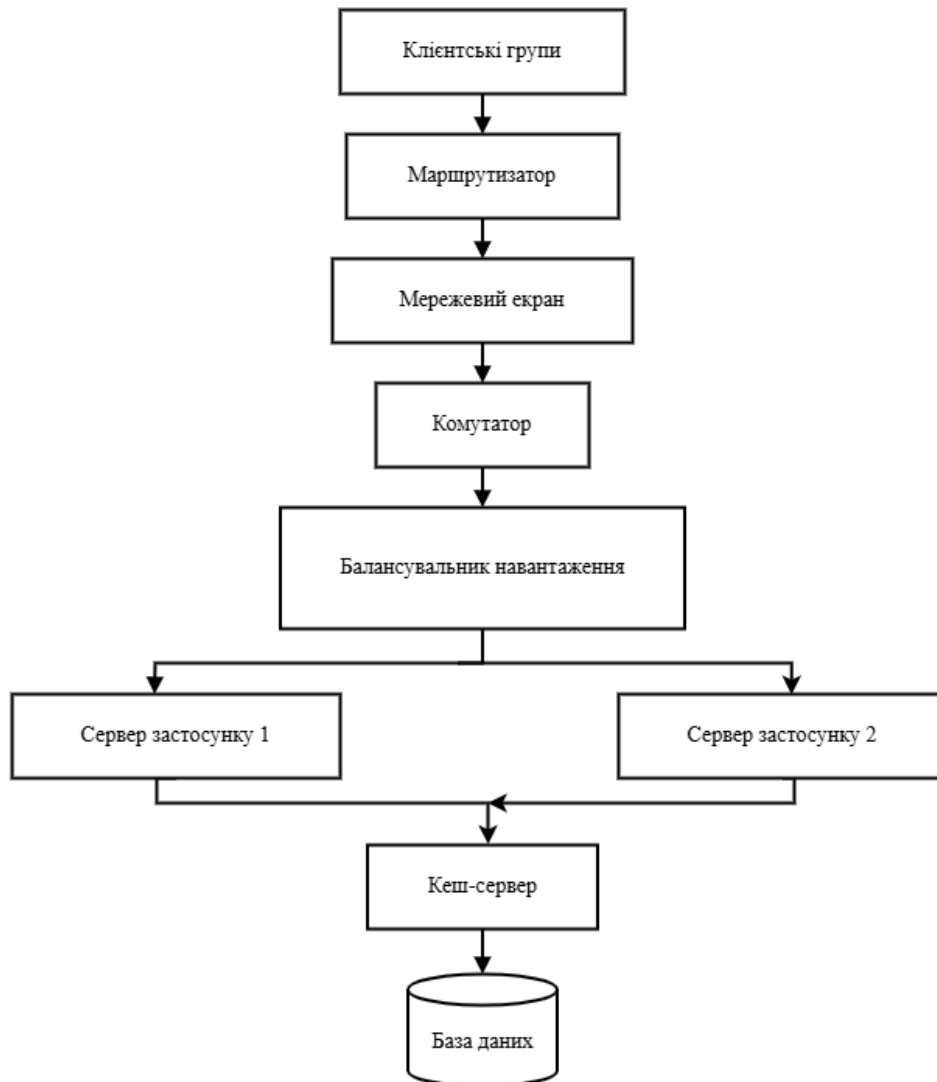 Клієнтські групи
Маршрутизатор
Мережевий екран
Комутатор
Балансувальник навантаження
Сервер застосунку 1
Сервер застосунку 2
Кеш-сервер
База даних